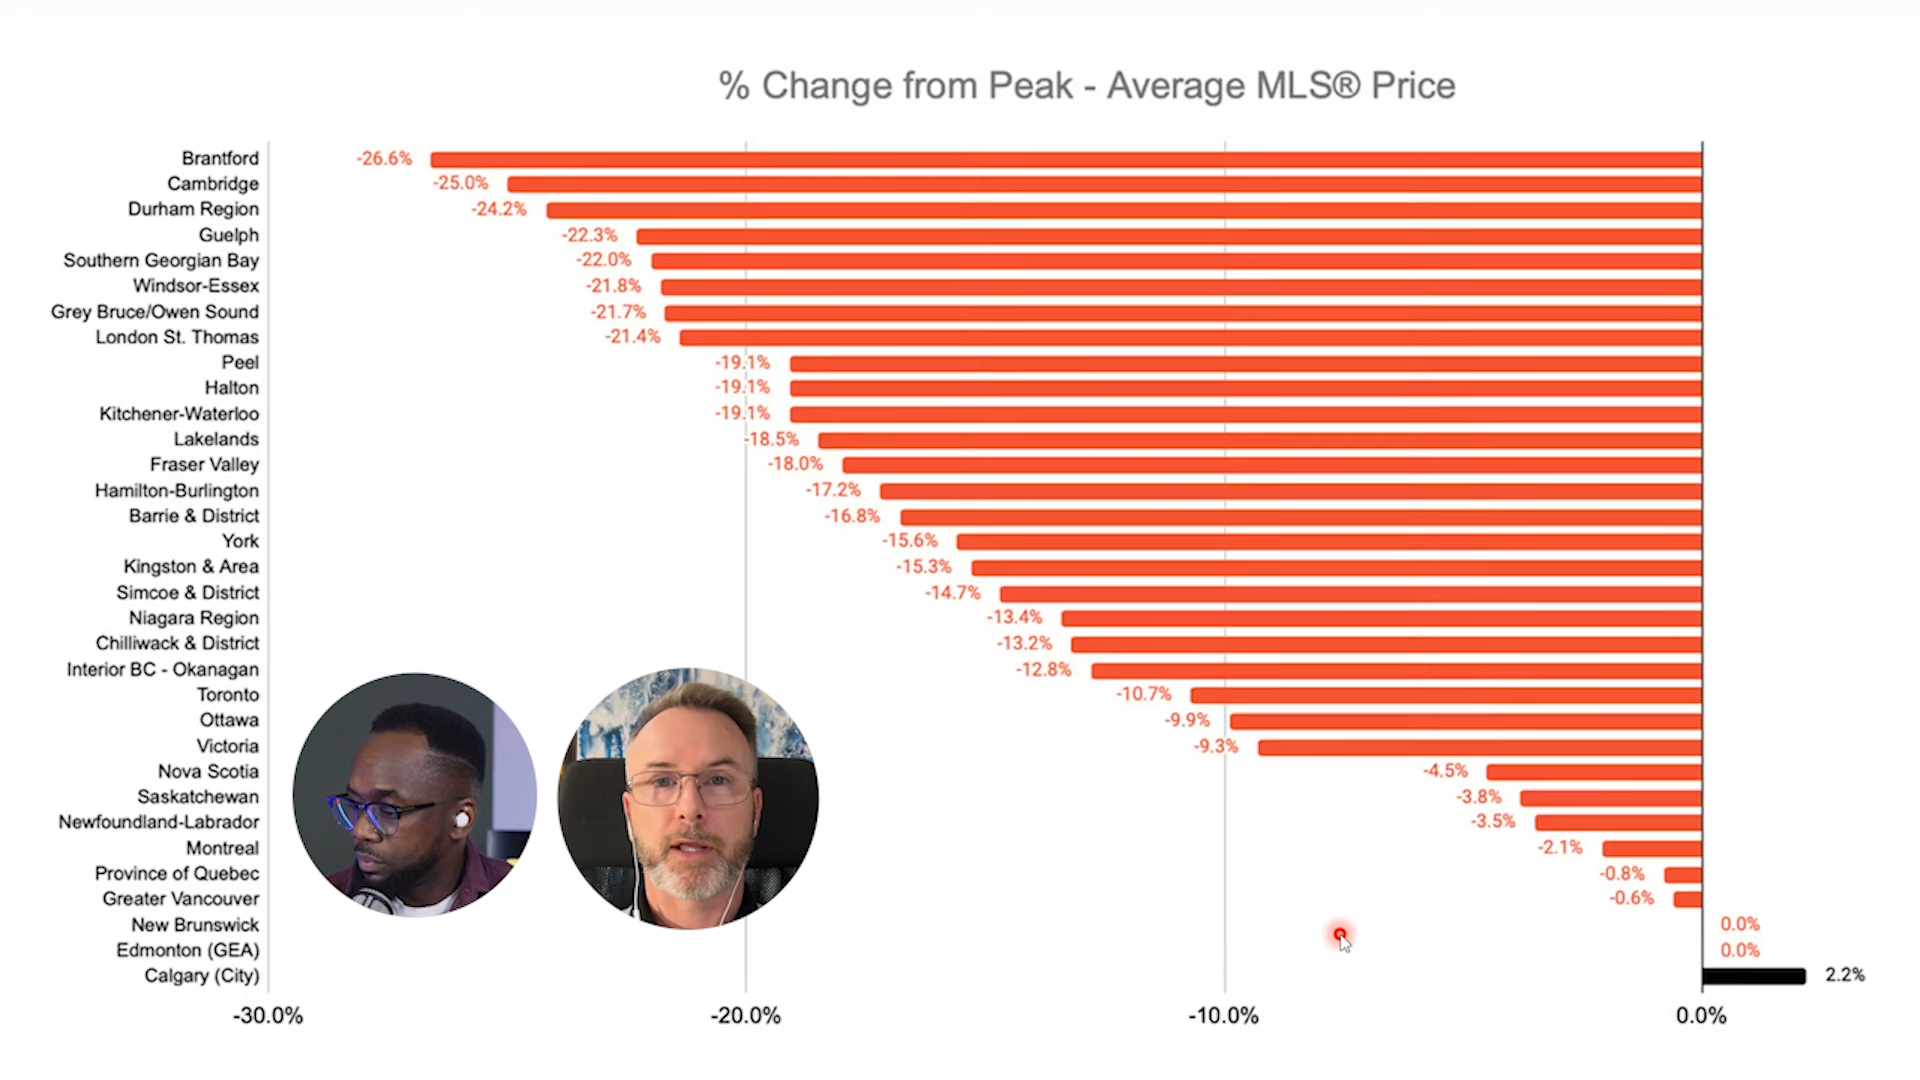 % Change from Peak - Average MLS® Price
Brantford -26.6%
Cambridge -25.0%
Durham Region -24.2%
Guelph -22.3%
Southern Georgian Bay -22.0%
Windsor-Essex -21.8%
Grey Bruce/Owen Sound -21.7%
London St. Thomas -21.4%
Peel -19.1%
Halton -19.1%
Kitchener-Waterloo -19.1%
Lakelands -18.5%
Fraser Valley -18.0%
Hamilton-Burlington -17.2%
Barrie & District -16.8%
York -15.6%
Kingston & Area -15.3%
Simcoe & District -14.7%
Niagara Region -13.4%
Chilliwack & District -13.2%
Interior BC - Okanagan -12.8%
Toronto -10.7%
Ottawa -9.9%
Victoria -9.3%
Nova Scotia -4.5%
Saskatchewan -3.8%
Newfoundland-Labrador -3.5%
Montreal -2.1%
Province of Quebec -0.8%
Greater Vancouver -0.6%
New Brunswick 0.0%
Edmonton (GEA) 0.0%
Calgary (City) 2.2%
-30.0% -20.0% -10.0% 0.0%